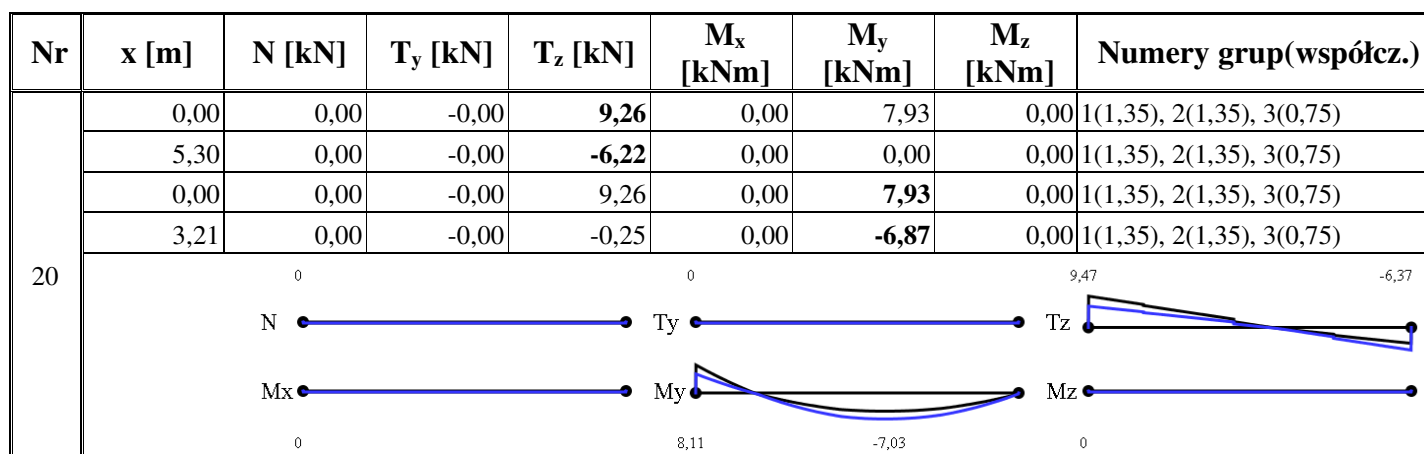 Nr x [m] N [kN] Ty [kN] Tz [kN] Mx [kNm] My [kNm] Mz [kNm] Numery grup(współcz.)
0,00 0,00 -0,00 9,26 0,00 7,93 0,00 1(1,35), 2(1,35), 3(0,75)
5,30 0,00 -0,00 -6,22 0,00 0,00 0,00 1(1,35), 2(1,35), 3(0,75)
0,00 0,00 -0,00 9,26 0,00 7,93 0,00 1(1,35), 2(1,35), 3(0,75)
3,21 0,00 -0,00 -0,25 0,00 -6,87 0,00 1(1,35), 2(1,35), 3(0,75)
20 0 0 9,47 -6,37
N Ty Tz
Mx My Mz
0 8,11 -7,03 0